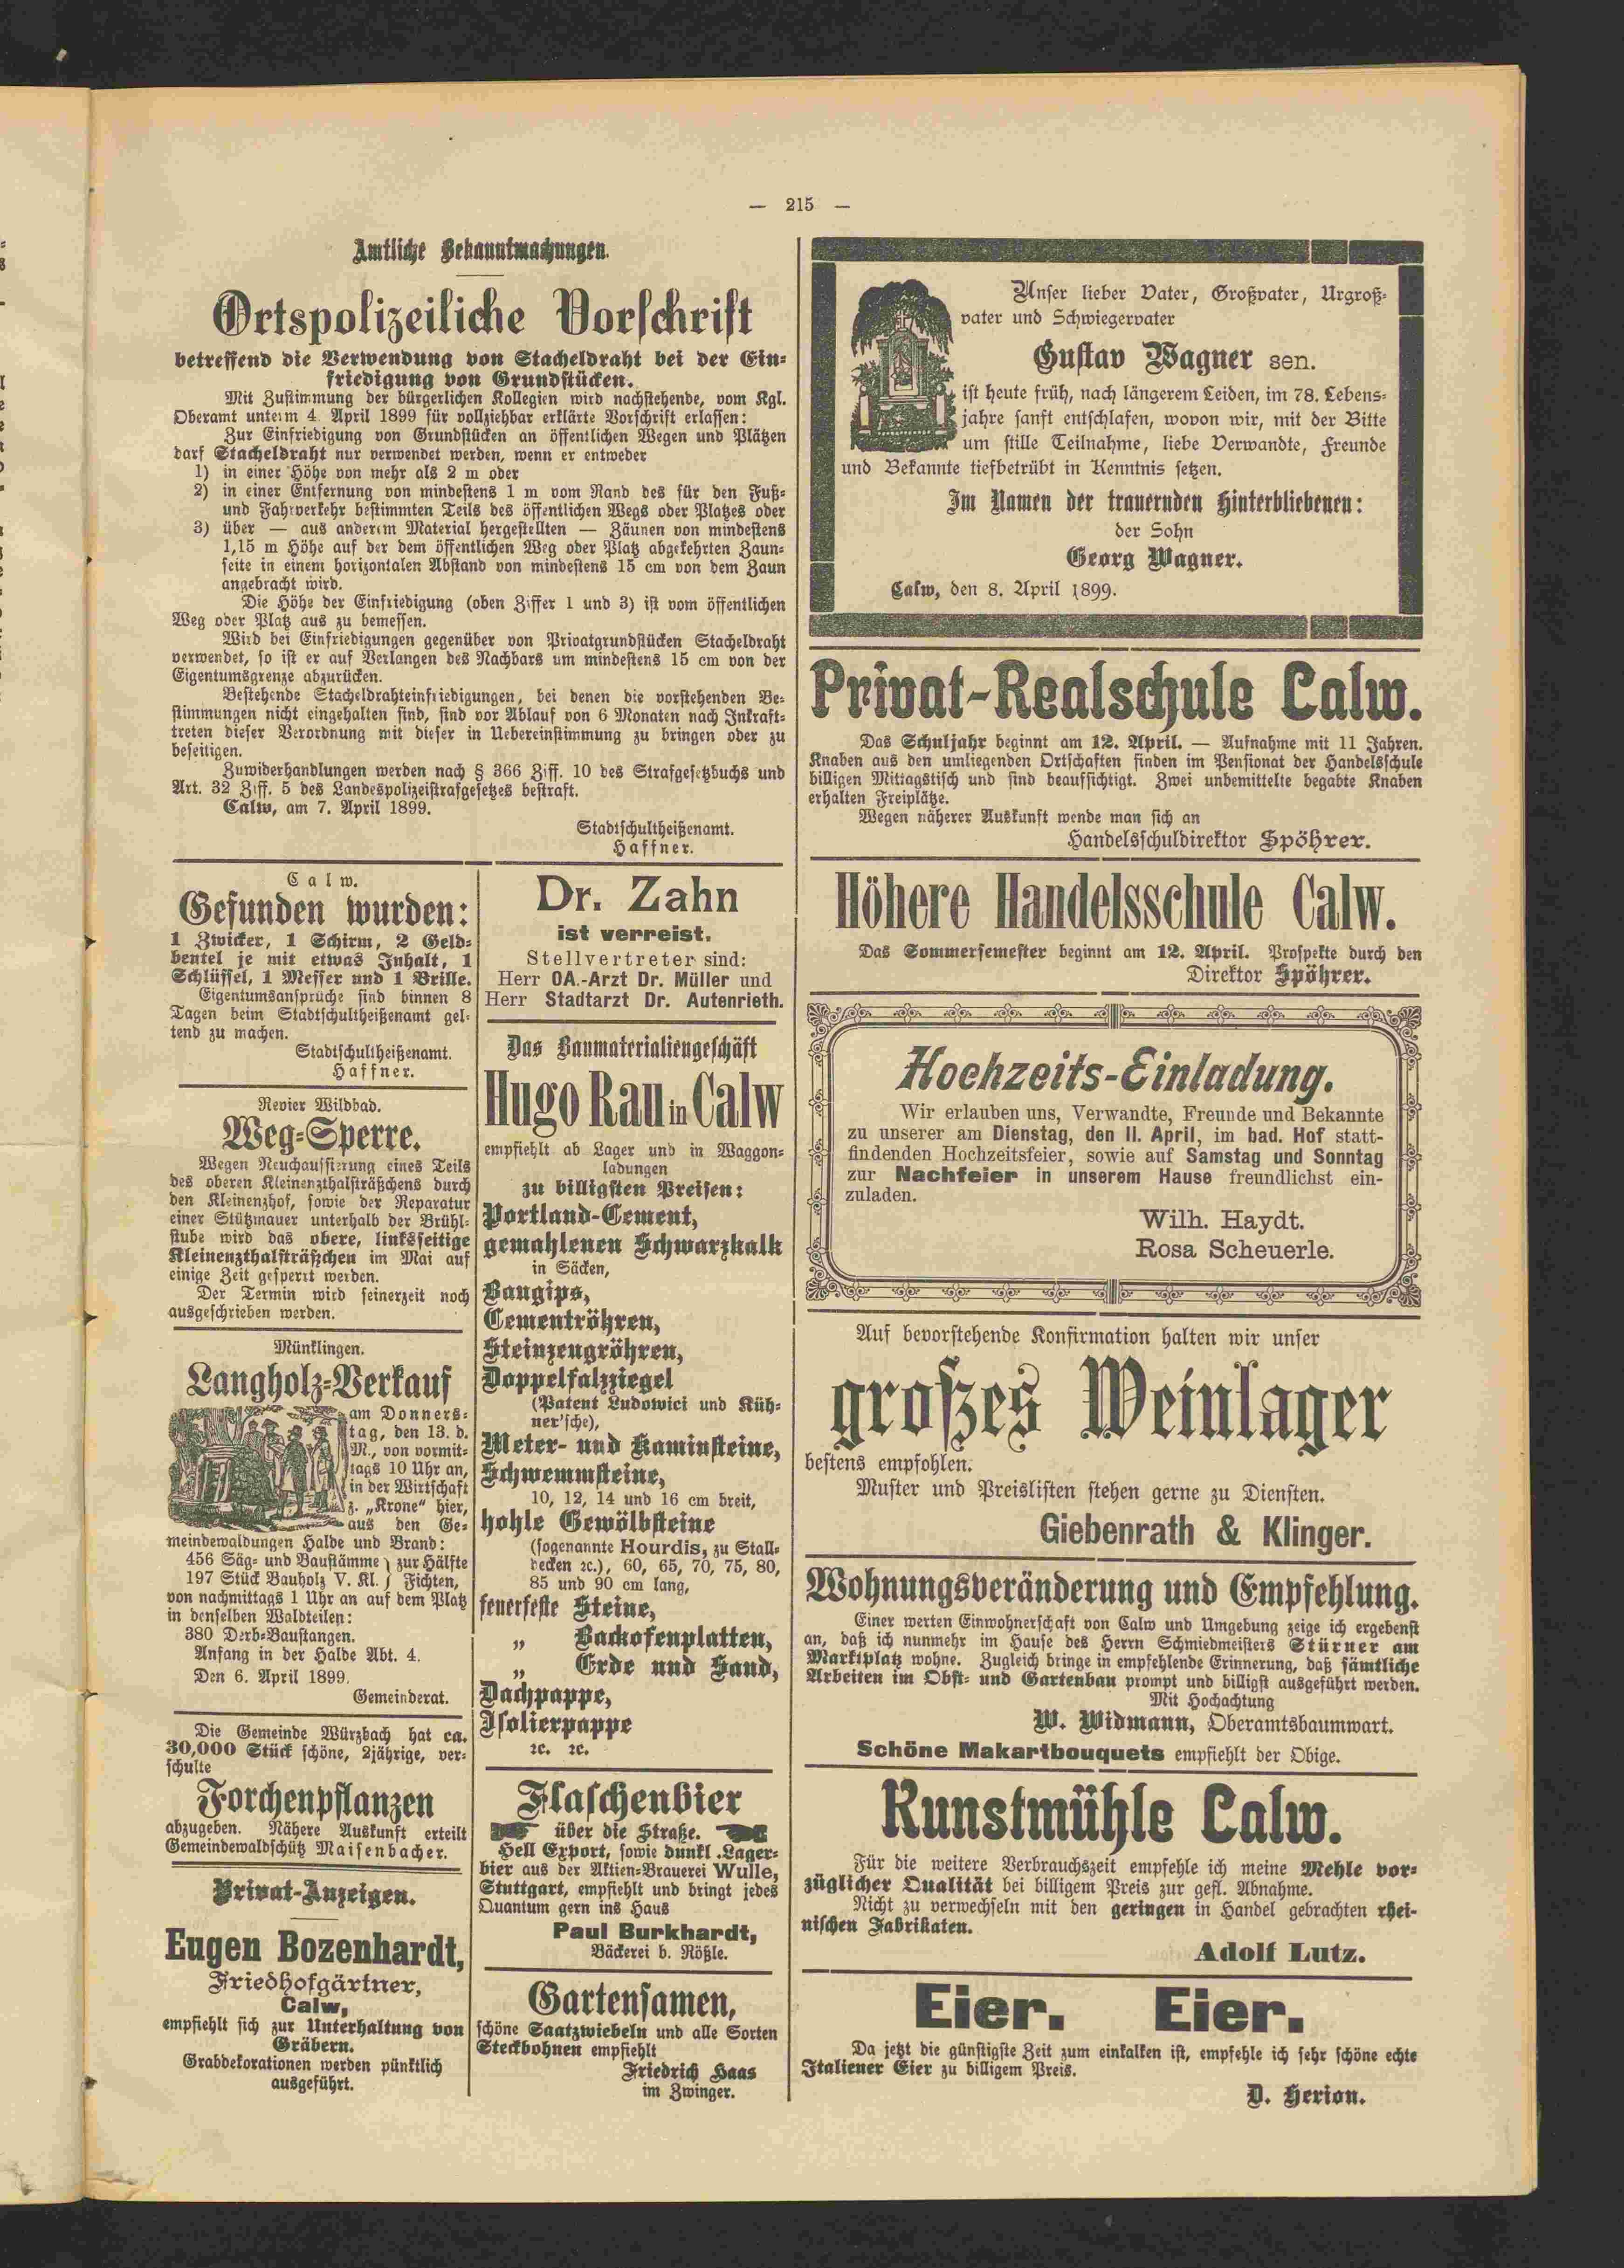 — 215 —
Amtliche Bekanntmachungen.
Ortspolizeiliche Vorschrift
betreffend die Verwendung von Stacheldraht bei der Ein-
friedigung von Grundstücken.
Mit Zustimmung der bürgerlichen Kollegien wird nachstehende, vom Kgl.
Oberamt unterm 4. April 1899 für vollziehbar erklärte Vorschrift erlassen:
Zur Einfriedigung von Grundstücken an öffentlichen Wegen und Plätzen
darf Stacheldraht nur verwendet werden, wenn er entweder
1) in einer Höhe von mehr als 2 m oder
2) in einer Entfernung von mindestens 1 m vom Rand des für den Fuß-
und Fahrverkehr bestimmten Teils des öffentlichen Wegs oder Platzes oder
3) über — aus anderem Material hergestellten — Zäunen von mindestens
1,15 m Höhe auf der dem öffentlichen Weg oder Platz abgekehrten Zaun-
seite in einem horizontalen Abstand von mindestens 15 cm von dem Zaun
angebracht wird.
Die Höhe der Einfriedigung (oben Ziffer 1 und 3) ist vom öffentlichen
Weg oder Platz aus zu bemessen.
Wird bei Einfriedigungen gegenüber von Privatgrundstücken Stacheldraht
verwendet, so ist er auf Verlangen des Nachbars um mindestens 15 cm von der
Eigentumsgrenze abzurücken.
Bestehende Stacheldrahteinfriedigungen, bei denen die vorstehenden Be-
stimmungen nicht eingehalten sind, sind vor Ablauf von 6 Monaten nach Inkraft-
treten dieser Verordnung mit dieser in Uebereinstimmung zu bringen oder zu
beseitigen.
Zuwiderhandlungen werden nach § 366 Ziff. 10 des Strafgesetzbuchs und
Art. 32 Ziff. 5 des Landespolizeistrafgesetzes bestraft.
Calw, am 7. April 1899.
Stadtschultheißenamt.
Haffner.
Calw.
Gefunden wurden:
1 Zwicker, 1 Schirm, 2 Geld-
beutel je mit etwas Inhalt, 1
Schlüssel, 1 Messer und 1 Brille.
Eigentumsansprüche sind binnen 8
Tagen beim Stadtschultheißenamt gel-
tend zu machen.
Stadtschultheißenamt.
Haffner.
Revier Wildbad.
Weg-Sperre.
Wegen Neuchaussierung eines Teils
des oberen Kleinenzthalsträßchens durch
den Kleinenzhof, sowie der Reparatur
einer Stützmauer unterhalb der Brühl-
stube wird das obere, linksseitige
Kleinenzthalsträßchen im Mai auf
einige Zeit gesperrt werden.
Der Termin wird seinerzeit noch
ausgeschrieben werden.
Münklingen.
Langholz-Verkauf
am Donners-
tag, den 13. d.
M., von vormit-
tags 10 Uhr an,
in der Wirtschaft
z. „Krone“ hier,
aus den Ge-
meindewaldungen Halde und Brand:
456 Säg- und Baustämme } zur Hälfte
197 Stück Bauholz V. Kl. } Fichten,
von nachmittags 1 Uhr an auf dem Platz
in denselben Waldteilen:
380 Derb-Baustangen.
Anfang in der Halde Abt. 4.
Den 6. April 1899.
Gemeinderat.
Die Gemeinde Würzbach hat ca.
30,000 Stück schöne, 2jährige, ver-
schulte
Forchenpflanzen
abzugeben. Nähere Auskunft erteilt
Gemeindewaldschütz Maisenbacher.
Privat-Anzeigen.
Eugen Bozenhardt,
Friedhofgärtner,
Calw,
empfiehlt sich zur Unterhaltung von
Gräbern.
Grabdekorationen werden pünktlich
ausgeführt.
Dr. Zahn
ist verreist.
Stellvertreter sind:
Herr OA.-Arzt Dr. Müller und
Herr Stadtarzt Dr. Autenrieth.
Das Baumaterialiengeschäft
Hugo Rau in Calw
empfiehlt ab Lager und in Waggon-
ladungen
zu billigsten Preisen:
Portland-Cement,
gemahlenen Schwarzkalk
in Säcken,
Baugips,
Cementröhren,
Steinzeugröhren,
Doppelfalzziegel
(Patent Ludowici und Küh-
ner'sche),
Meter- und Kaminsteine,
Schwemmsteine,
10, 12, 14 und 16 cm breit,
hohle Gewölbsteine
(sogenannte Hourdis, zu Stall-
decken ꝛc.), 60, 65, 70, 75, 80,
85 und 90 cm lang,
feuerfeste Steine,
„ Backofenplatten,
„ Erde und Sand,
Dachpappe,
Isolierpappe
ꝛc. ꝛc.
Flaschenbier
über die Straße.
Hell Export, sowie dunkl. Lager-
bier aus der Aktien-Brauerei Wulle,
Stuttgart, empfiehlt und bringt jedes
Quantum gern ins Haus
Paul Burkhardt,
Bäckerei b. Rößle.
Gartensamen,
schöne Saatzwiebeln und alle Sorten
Steckbohnen empfiehlt
Friedrich Haas
im Zwinger.
Unser lieber Vater, Großvater, Urgroß-
vater und Schwiegervater
Gustav Wagner sen.
ist heute früh, nach längerem Leiden, im 78. Lebens-
jahre sanft entschlafen, wovon wir, mit der Bitte
um stille Teilnahme, liebe Verwandte, Freunde
und Bekannte tiefbetrübt in Kenntnis setzen.
Im Namen der trauernden Hinterbliebenen:
der Sohn
Georg Wagner.
Calw, den 8. April 1899.
Privat-Realschule Calw.
Das Schuljahr beginnt am 12. April. — Aufnahme mit 11 Jahren.
Knaben aus den umliegenden Ortschaften finden im Pensionat der Handelsschule
billigen Mittagstisch und sind beaufsichtigt. Zwei unbemittelte begabte Knaben
erhalten Freiplätze.
Wegen näherer Auskunft wende man sich an
Handelsschuldirektor Spöhrer.
Höhere Handelsschule Calw.
Das Sommersemester beginnt am 12. April. Prospekte durch den
Direktor Spöhrer.
Hochzeits-Einladung.
Wir erlauben uns, Verwandte, Freunde und Bekannte
zu unserer am Dienstag, den 11. April, im bad. Hof statt-
findenden Hochzeitsfeier, sowie auf Samstag und Sonntag
zur Nachfeier in unserem Hause freundlichst ein-
zuladen.
Wilh. Haydt.
Rosa Scheuerle.
Auf bevorstehende Konfirmation halten wir unser
großes Weinlager
bestens empfohlen.
Muster und Preislisten stehen gerne zu Diensten.
Giebenrath & Klinger.
Wohnungsveränderung und Empfehlung.
Einer werten Einwohnerschaft von Calw und Umgebung zeige ich ergebenst
an, daß ich nunmehr im Hause des Herrn Schmiedmeisters Stürner am
Marktplatz wohne. Zugleich bringe in empfehlende Erinnerung, daß sämtliche
Arbeiten im Obst- und Gartenbau prompt und billigst ausgeführt werden.
Mit Hochachtung
W. Widmann, Oberamtsbaumwart.
Schöne Makartbouquets empfiehlt der Obige.
Kunstmühle Calw.
Für die weitere Verbrauchszeit empfehle ich meine Mehle vor-
züglicher Qualität bei billigem Preis zur gefl. Abnahme.
Nicht zu verwechseln mit den geringen in Handel gebrachten rhei-
nischen Fabrikaten.
Adolf Lutz.
Eier. Eier.
Da jetzt die günstigste Zeit zum einkalken ist, empfehle ich sehr schöne echte
Italiener Eier zu billigem Preis.
D. Herion.